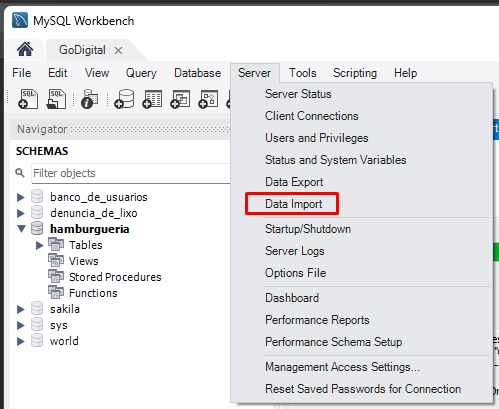 MySQL Workbench
GoDigital
File Edit View Query Database Server Tools Scripting Help
SQL SQL
Navigator
SCHEMAS
Filter objects
banco_de_usuarios
denuncia_de_lixo
hamburgueria
Tables
Views
Stored Procedures
Functions
sakila
sys
world
Server Status
Client Connections
Users and Privileges
Status and System Variables
Data Export
Data Import
Startup/Shutdown
Server Logs
Options File
Dashboard
Performance Reports
Performance Schema Setup
Management Access Settings...
Reset Saved Passwords for Connection